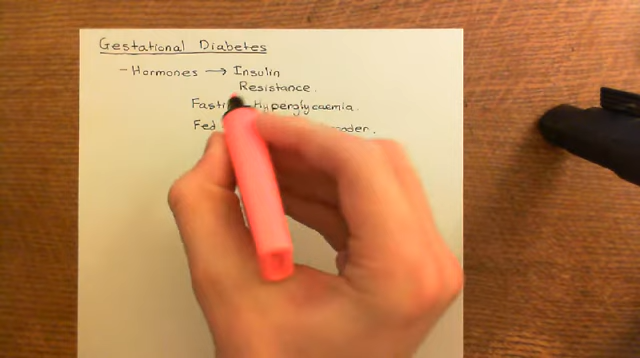 Gestational Diabetes
- Hormones → Insulin
Resistance.
Hyperglycaemia.
Fed